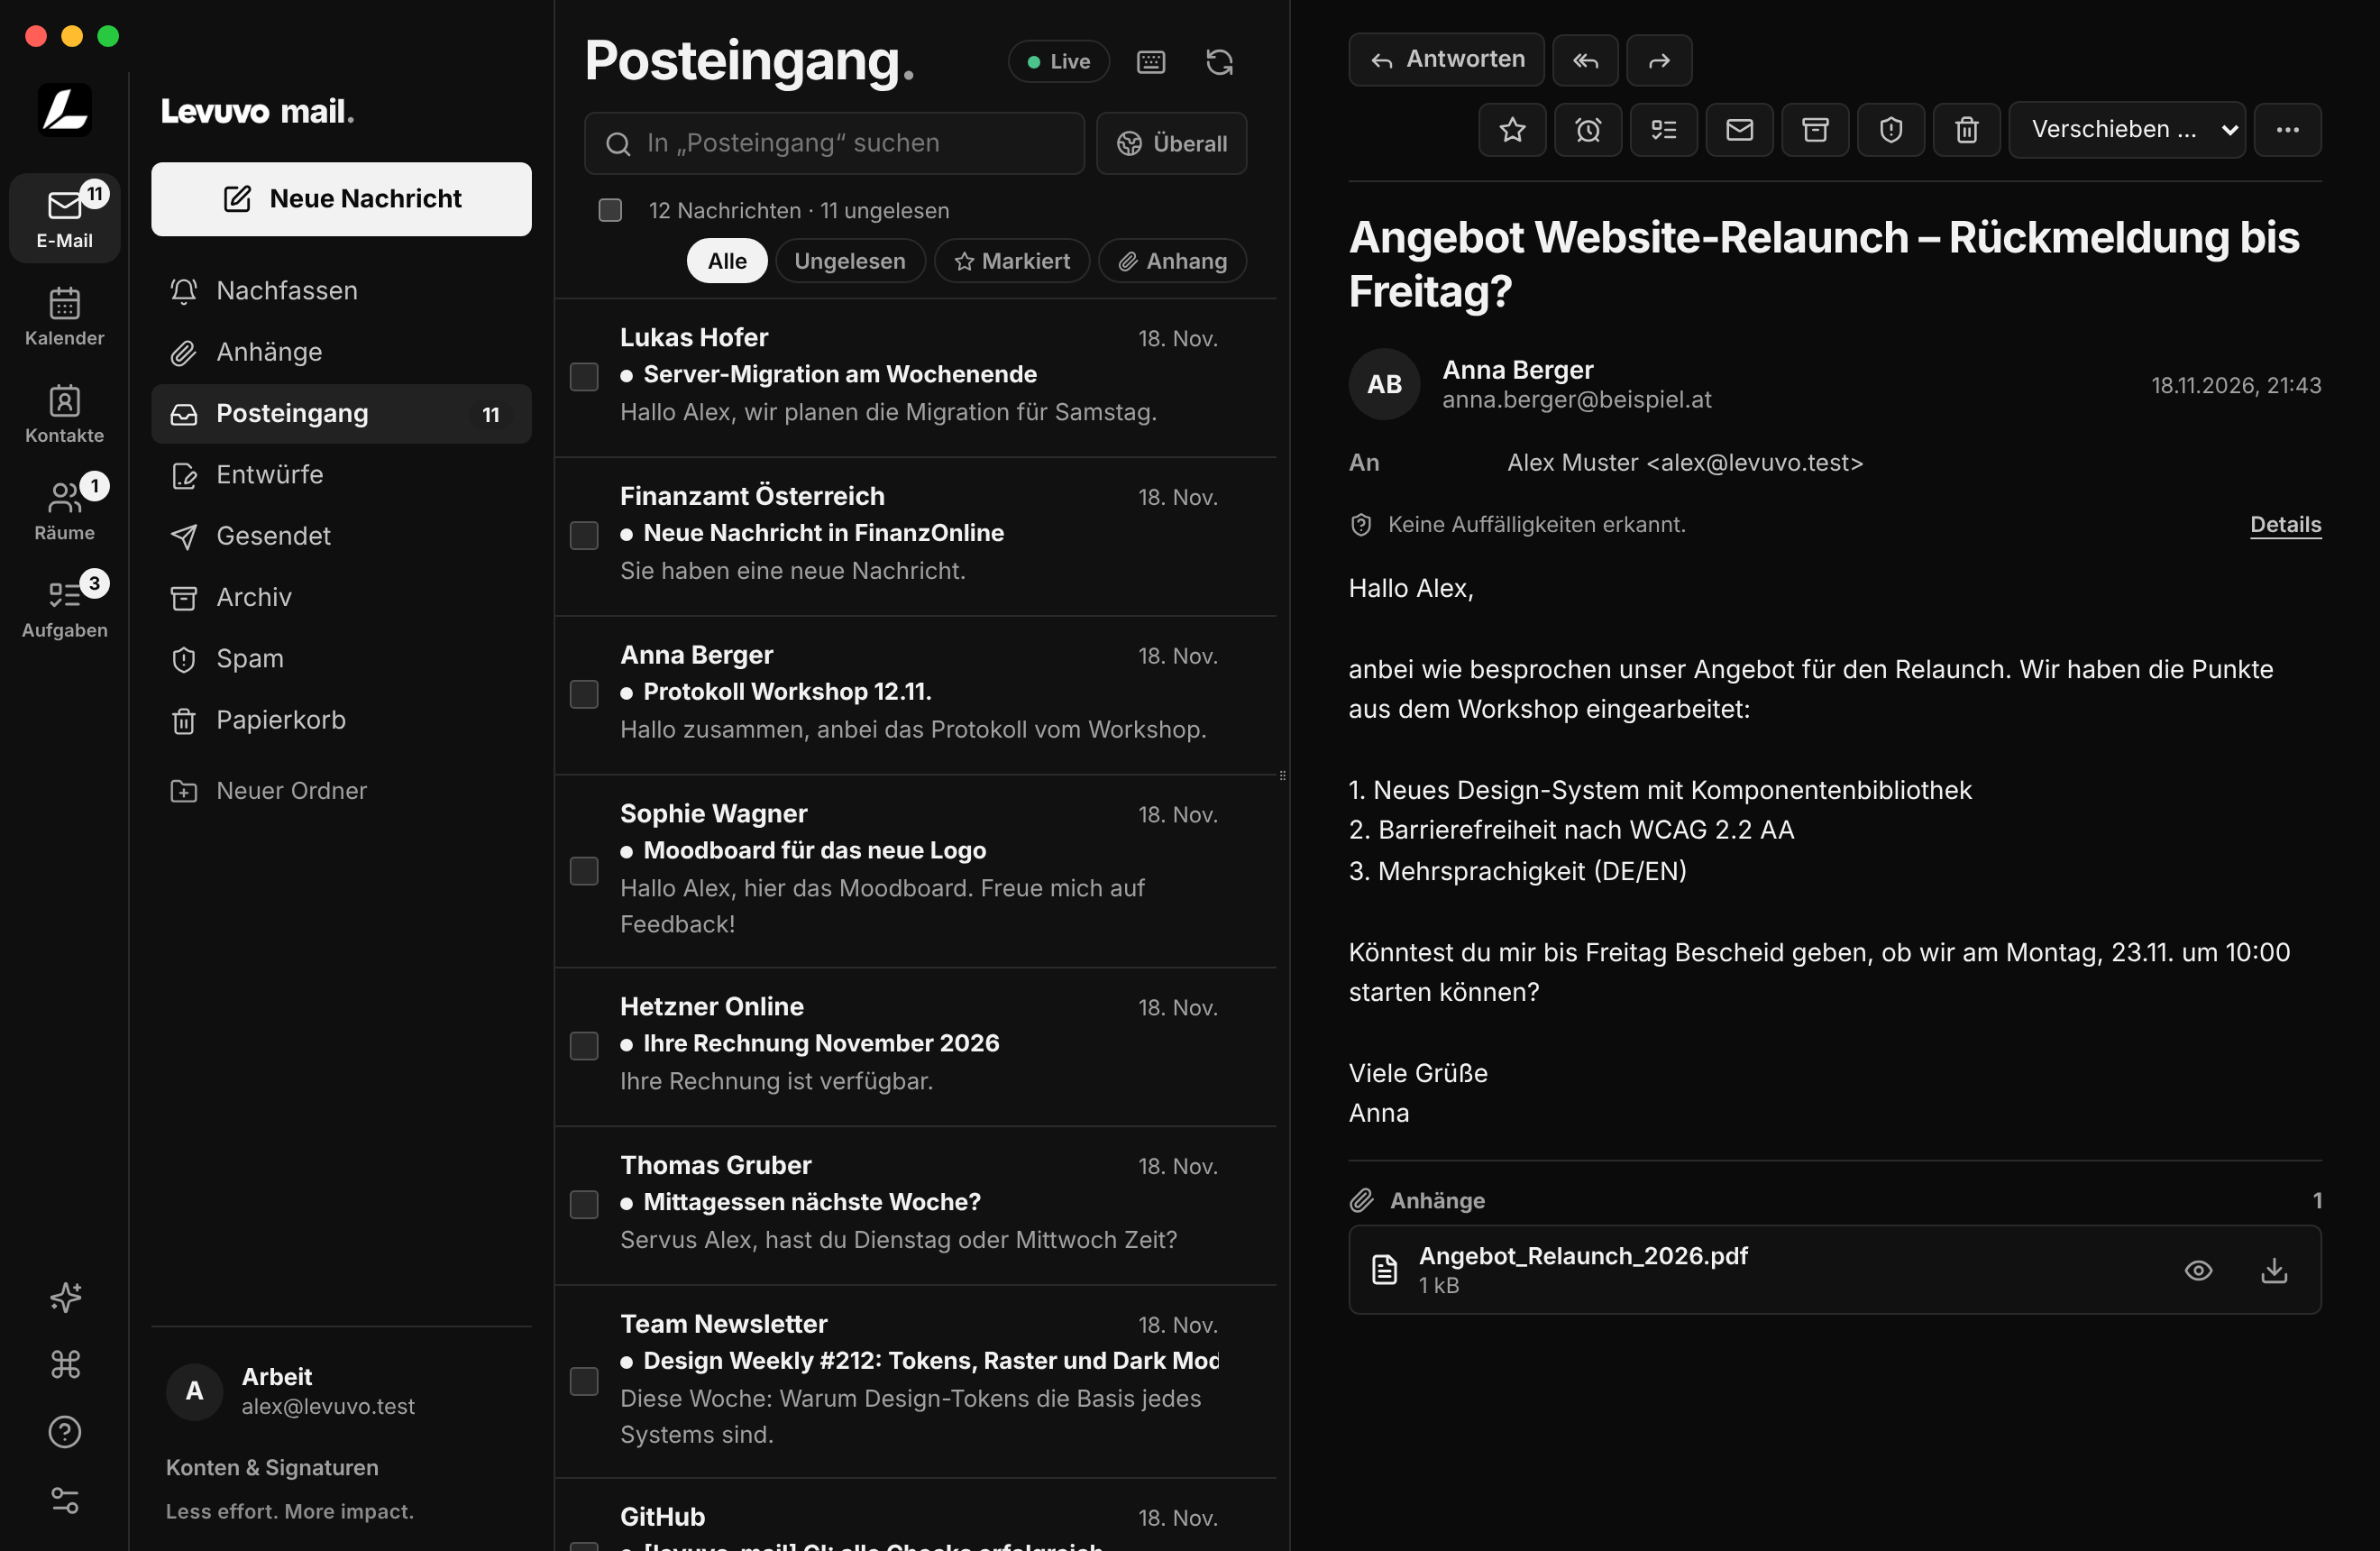 11
E-Mail
Kalender
Kontakte
1
Räume
3
Aufgaben
Levuvo mail.
Neue Nachricht
Nachfassen
Anhänge
Posteingang 11
Entwürfe
Gesendet
Archiv
Spam
Papierkorb
Neuer Ordner
A
Arbeit
alex@levuvo.test
Konten & Signaturen
Less effort. More impact.
Posteingang.
Live
In „Posteingang“ suchen
Überall
12 Nachrichten · 11 ungelesen
Alle Ungelesen Markiert Anhang
Lukas Hofer 18. Nov.
Server-Migration am Wochenende
Hallo Alex, wir planen die Migration für Samstag.
Finanzamt Österreich 18. Nov.
Neue Nachricht in FinanzOnline
Sie haben eine neue Nachricht.
Anna Berger 18. Nov.
Protokoll Workshop 12.11.
Hallo zusammen, anbei das Protokoll vom Workshop.
Sophie Wagner 18. Nov.
Moodboard für das neue Logo
Hallo Alex, hier das Moodboard. Freue mich auf
Feedback!
Hetzner Online 18. Nov.
Ihre Rechnung November 2026
Ihre Rechnung ist verfügbar.
Thomas Gruber 18. Nov.
Mittagessen nächste Woche?
Servus Alex, hast du Dienstag oder Mittwoch Zeit?
Team Newsletter 18. Nov.
Design Weekly #212: Tokens, Raster und Dark Mod
Diese Woche: Warum Design-Tokens die Basis jedes
Systems sind.
GitHub 18. Nov.
[levuvo-mail] CI: alle Checks erfolgreich
Antworten
Verschieben ...
Angebot Website-Relaunch – Rückmeldung bis
Freitag?
AB
Anna Berger
anna.berger@beispiel.at
18.11.2026, 21:43
An Alex Muster <alex@levuvo.test>
Keine Auffälligkeiten erkannt. Details
Hallo Alex,
anbei wie besprochen unser Angebot für den Relaunch. Wir haben die Punkte
aus dem Workshop eingearbeitet:
1. Neues Design-System mit Komponentenbibliothek
2. Barrierefreiheit nach WCAG 2.2 AA
3. Mehrsprachigkeit (DE/EN)
Könntest du mir bis Freitag Bescheid geben, ob wir am Montag, 23.11. um 10:00
starten können?
Viele Grüße
Anna
Anhänge 1
Angebot_Relaunch_2026.pdf
1 kB